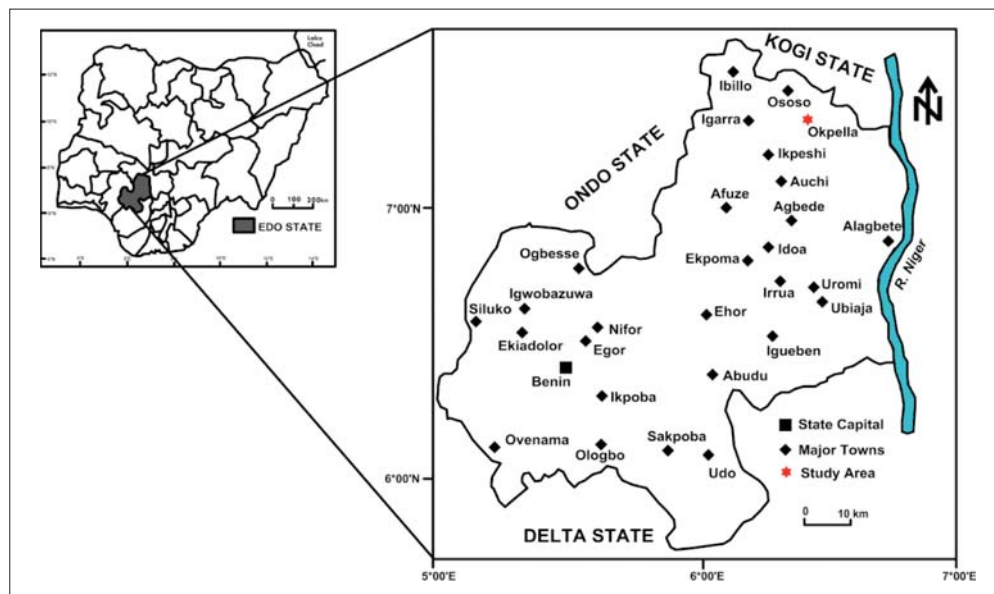 Lake
Chad
0 100 200km
EDO STATE
KOGI STATE
ONDO STATE
DELTA STATE
R. Niger
N
Ibillo
Ososo
Igarra
Okpella
Ikpeshi
Auchi
Afuze
Agbede
Alagbete
Idoa
Ekpoma
Ogbesse
Irrua
Uromi
Ubiaja
Igwobazuwa
Siluko
Ehor
Nifor
Ekiadolor
Egor
Igueben
Benin
Abudu
Ikpoba
Ovenama
Ologbo
Sakpoba
Udo
State Capital
Major Towns
Study Area
0 10 km
7°00'N
6°00'N
5°00'E
6°00'E
7°00'E